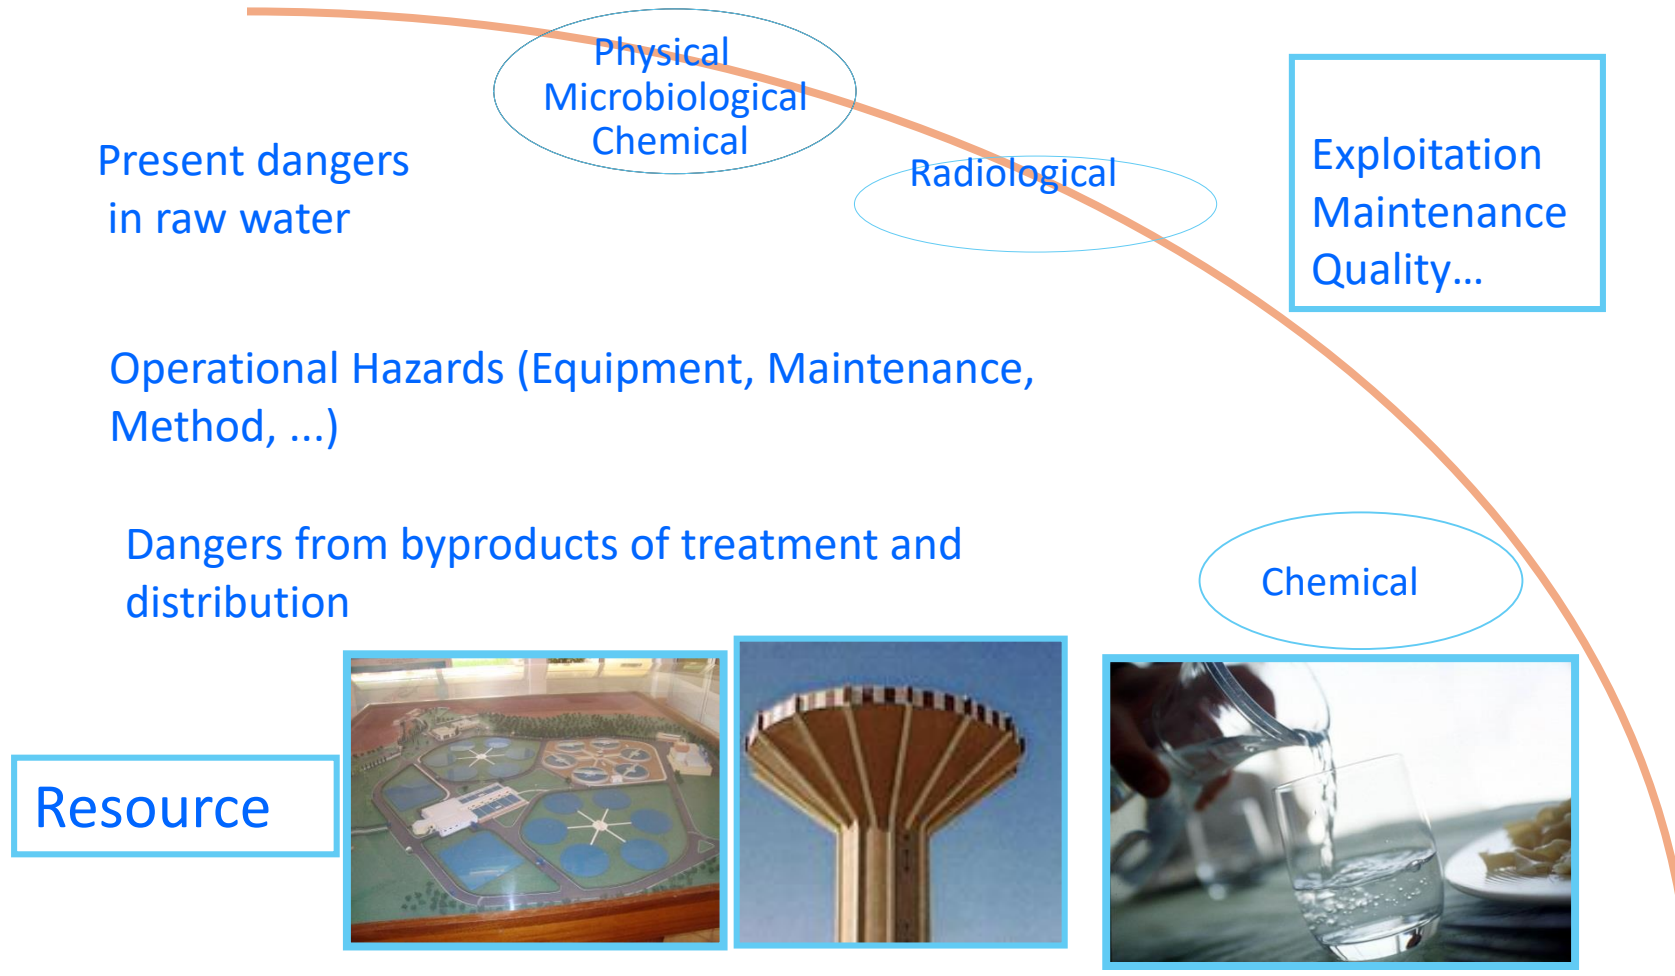 Physical
Microbiological
Chemical
Present dangers
in raw water
Radiological
Exploitation
Maintenance
Quality...
Operational Hazards (Equipment, Maintenance,
Method, ...)
Dangers from byproducts of treatment and
distribution
Chemical
Resource